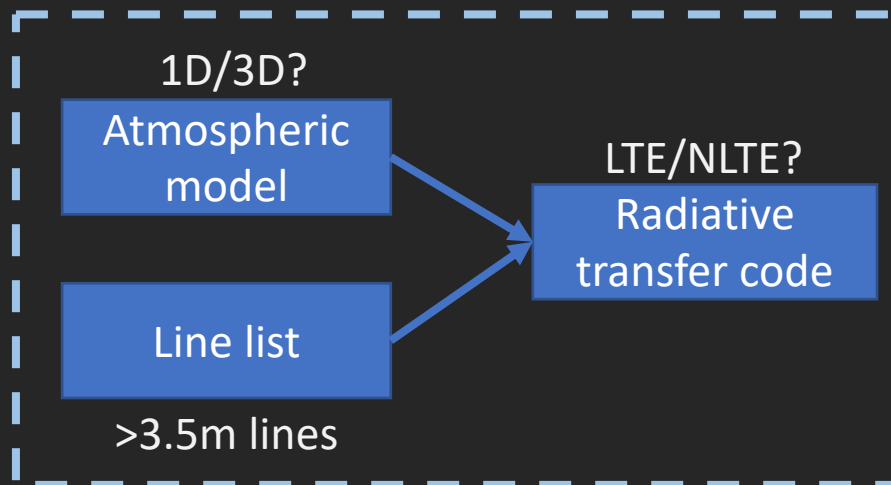 1D/3D?
Atmospheric
model
LTE/NLTE?
Radiative
transfer code
Line list
>3.5m lines